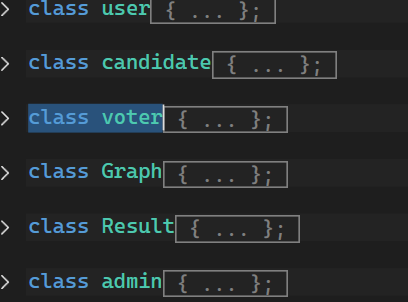 class user{ ... };
class candidate{ ... };
class voter{ ... };
class Graph{ ... };
class Result{ ... };
class admin{ ... };